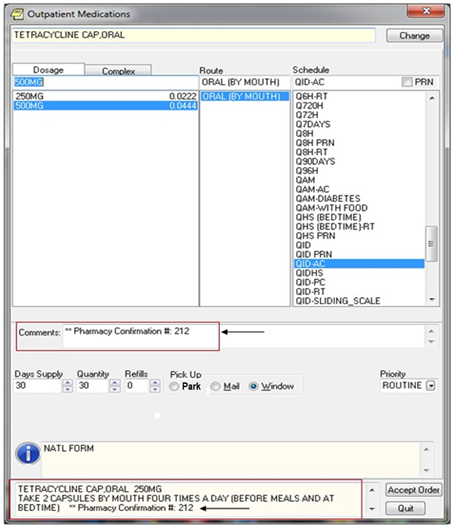 Outpatient Medications
TETRACYCLINE CAP,ORAL
Change
Dosage
Complex
Route
Schedule
500MG
ORAL (BY MOUTH)
QID-AC
PRN
250MG 0.0222
500MG 0.0444
ORAL (BY MOUTH)
Q6H-RT
Q720H
Q72H
Q7DAYS
Q8H
Q8H PRN
Q8H-RT
Q90DAYS
Q96H
QAM
QAM-AC
QAM-DIABETES
QAM-WITH FOOD
QHS (BEDTIME)
QHS (BEDTIME)-RT
QHS PRN
QID
QID PRN
QID-AC
QIDHS
QID-PC
QID-RT
QID-SLIDING_SCALE
Comments: ** Pharmacy Confirmation #: 212
Days Supply Quantity Refills Pick Up Priority
30 30 0 Park Mail Window ROUTINE
NATL FORM
TETRACYCLINE CAP,ORAL 250MG
TAKE 2 CAPSULES BY MOUTH FOUR TIMES A DAY (BEFORE MEALS AND AT
BEDTIME) ** Pharmacy Confirmation #: 212
Accept Order
Quit